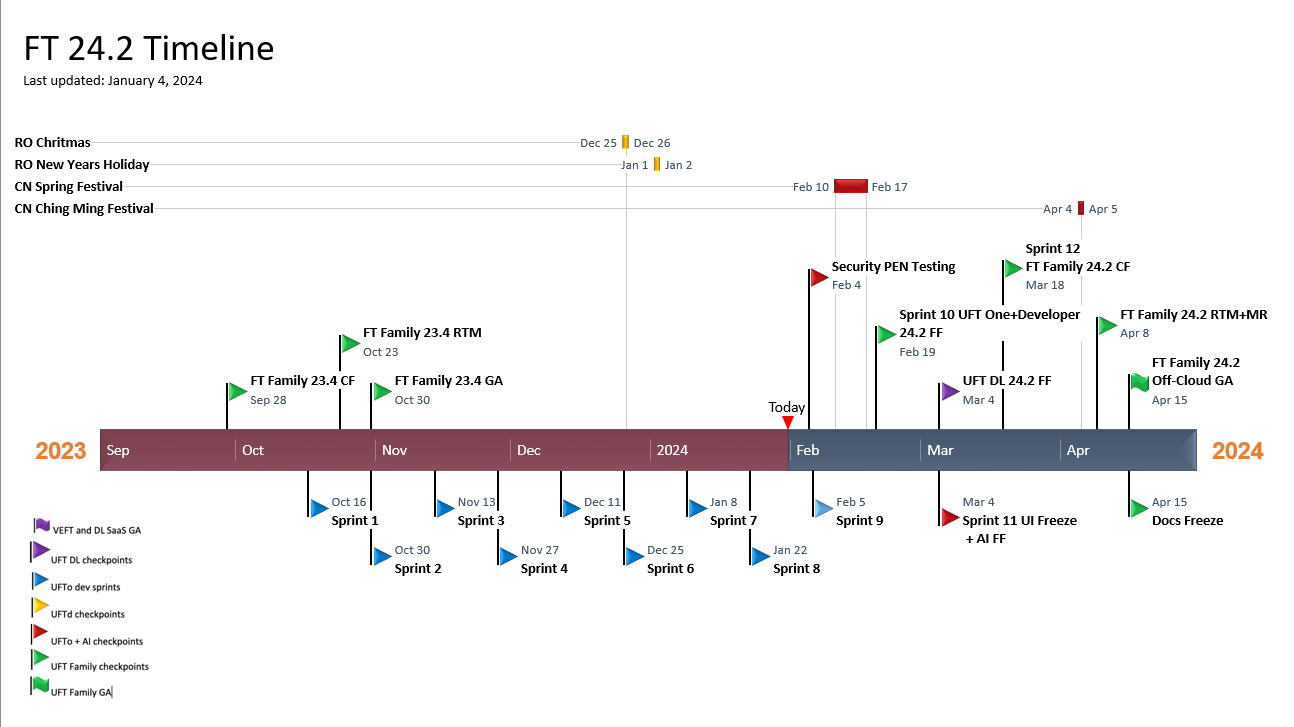 FT 24.2 Timeline
Last updated: January 4, 2024
RO Chritmas Dec 25 Dec 26
RO New Years Holiday Jan 1 Jan 2
CN Spring Festival Feb 10 Feb 17
CN Ching Ming Festival Apr 4 Apr 5
Sprint 12
FT Family 24.2 CF
Mar 18
Security PEN Testing
Feb 4
Sprint 10 UFT One+Developer
24.2 FF
Feb 19
FT Family 24.2 RTM+MR
Apr 8
FT Family 23.4 RTM
Oct 23
FT Family 24.2
Off-Cloud GA
Apr 15
FT Family 23.4 CF
Sep 28
FT Family 23.4 GA
Oct 30
UFT DL 24.2 FF
Mar 4
Today
2023 Sep Oct Nov Dec 2024 Feb Mar Apr 2024
Oct 16
Sprint 1
Nov 13
Sprint 3
Dec 11
Sprint 5
Jan 8
Sprint 7
Feb 5
Sprint 9
Mar 4
Sprint 11 UI Freeze
+ AI FF
Apr 15
Docs Freeze
Oct 30
Sprint 2
Nov 27
Sprint 4
Dec 25
Sprint 6
Jan 22
Sprint 8
VEFT and DL SaaS GA
UFT DL checkpoints
UFTo dev sprints
UFTd checkpoints
UFTo + AI checkpoints
UFT Family checkpoints
UFT Family GA